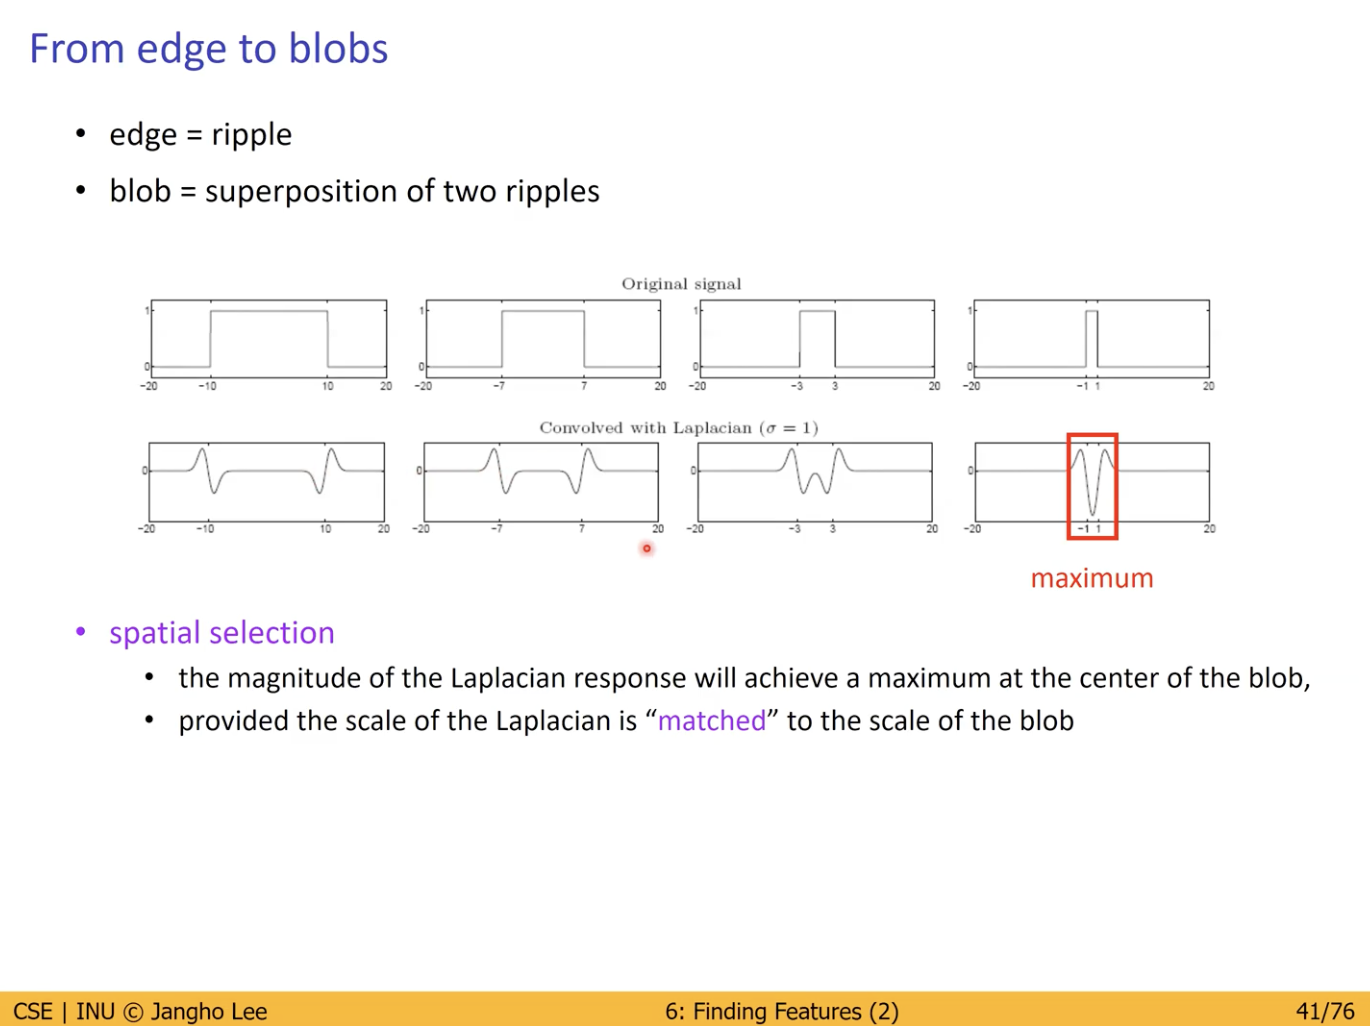 From edge to blobs
• edge = ripple
• blob = superposition of two ripples
Original signal
1 1 1 1
0 0 0 0
-20 -10 10 20 -20 -7 7 20 -20 -3 3 20 -20 -1 1 20
Convolved with Laplacian (σ = 1)
0 0 0 0
-20 -10 10 20 -20 -7 7 20 -20 -3 3 20 -20 -1 1 20
maximum
• spatial selection
• the magnitude of the Laplacian response will achieve a maximum at the center of the blob,
• provided the scale of the Laplacian is “matched” to the scale of the blob
CSE | INU © Jangho Lee 6: Finding Features (2) 41/76